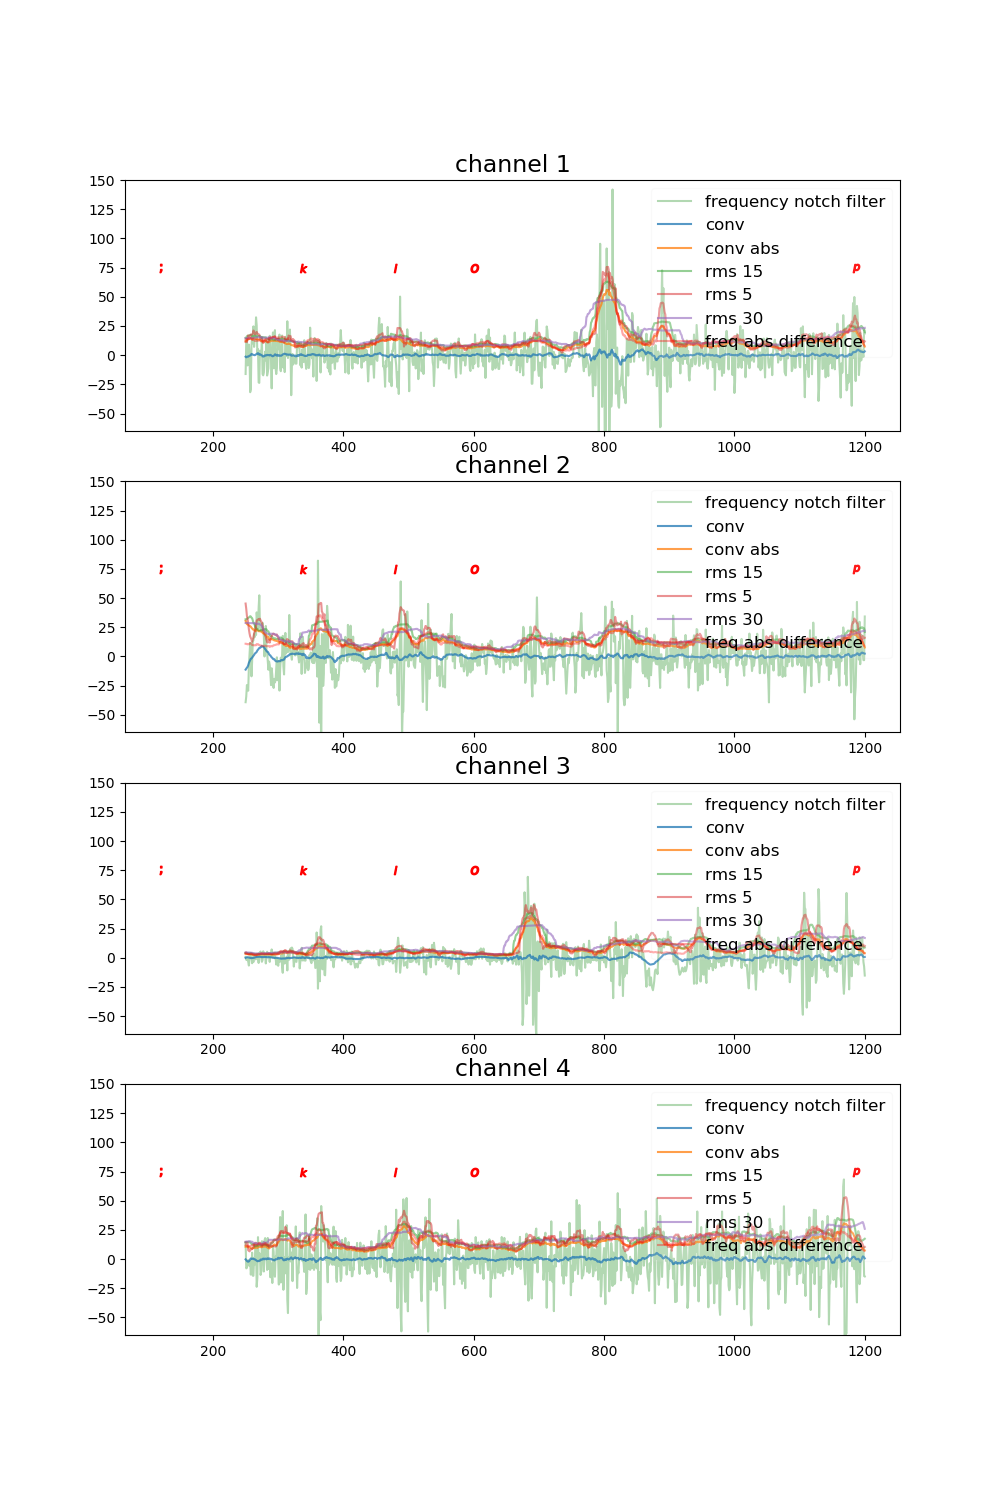 channel 1
150
125
100
75
50
25
0
−25
−50
; k l o p
frequency notch filter
conv
conv abs
rms 15
rms 5
rms 30
freq abs difference
200 400 600 800 1000 1200
channel 2
150
125
100
75
50
25
0
−25
−50
; k l o p
frequency notch filter
conv
conv abs
rms 15
rms 5
rms 30
freq abs difference
200 400 600 800 1000 1200
channel 3
150
125
100
75
50
25
0
−25
−50
; k l o p
frequency notch filter
conv
conv abs
rms 15
rms 5
rms 30
freq abs difference
200 400 600 800 1000 1200
channel 4
150
125
100
75
50
25
0
−25
−50
; k l o p
frequency notch filter
conv
conv abs
rms 15
rms 5
rms 30
freq abs difference
200 400 600 800 1000 1200